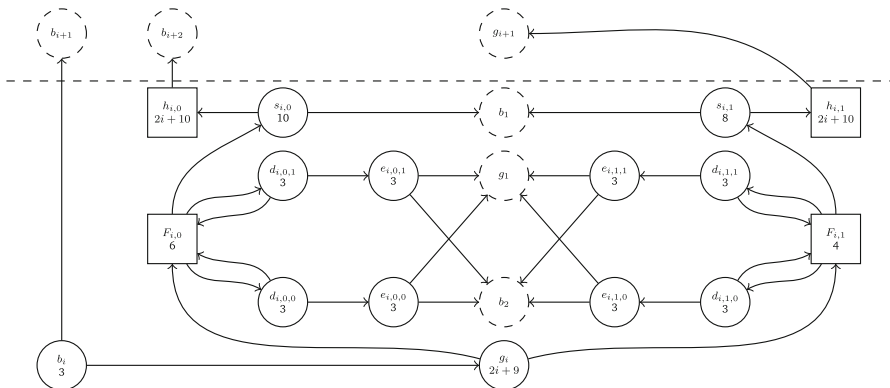 b_{i+1}
b_{i+2}
g_{i+1}
h_{i,0}
2i + 10
s_{i,0}
10
b_1
s_{i,1}
8
h_{i,1}
2i + 10
d_{i,0,1}
3
e_{i,0,1}
3
g_1
e_{i,1,1}
3
d_{i,1,1}
3
F_{i,0}
6
F_{i,1}
4
d_{i,0,0}
3
e_{i,0,0}
3
b_2
e_{i,1,0}
3
d_{i,1,0}
3
b_i
3
g_i
2i + 9